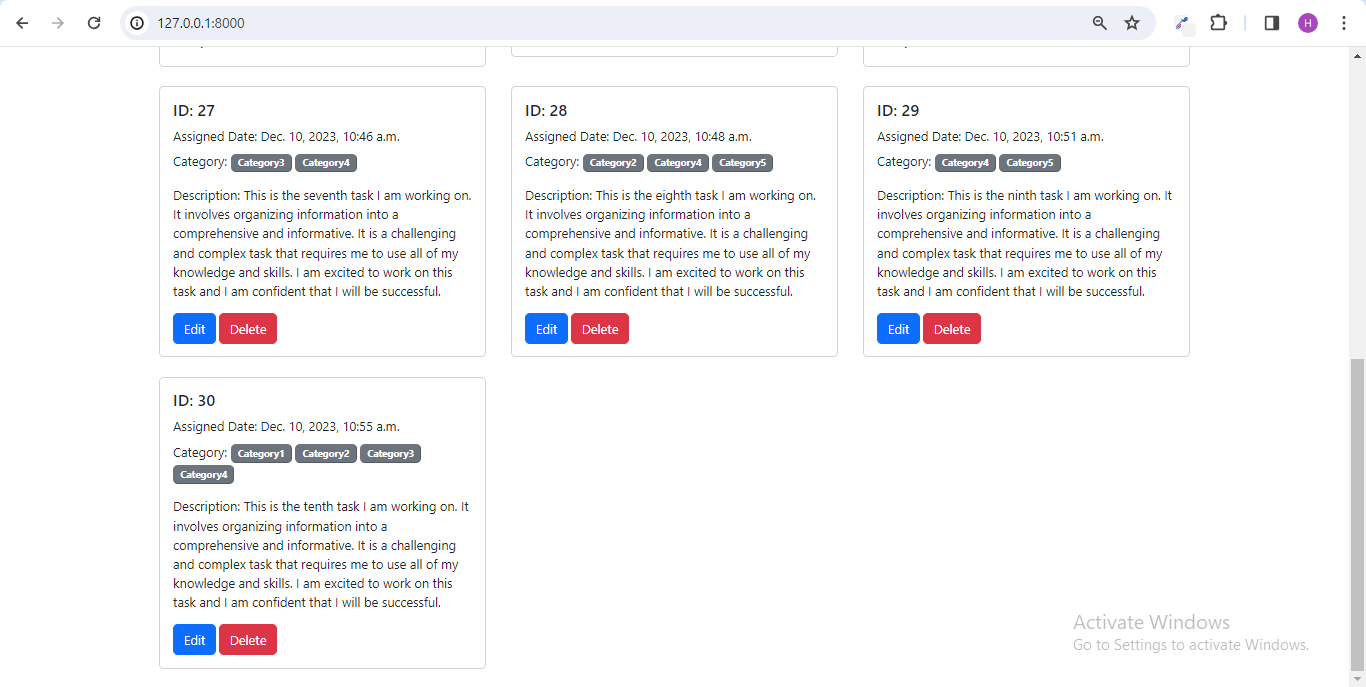 127.0.0.1:8000
H
ID: 27
Assigned Date: Dec. 10, 2023, 10:46 a.m.
Category: Category3 Category4
Description: This is the seventh task I am working on.
It involves organizing information into a
comprehensive and informative. It is a challenging
and complex task that requires me to use all of my
knowledge and skills. I am excited to work on this
task and I am confident that I will be successful.
Edit Delete
ID: 28
Assigned Date: Dec. 10, 2023, 10:48 a.m.
Category: Category2 Category4 Category5
Description: This is the eighth task I am working on.
It involves organizing information into a
comprehensive and informative. It is a challenging
and complex task that requires me to use all of my
knowledge and skills. I am excited to work on this
task and I am confident that I will be successful.
Edit Delete
ID: 29
Assigned Date: Dec. 10, 2023, 10:51 a.m.
Category: Category4 Category5
Description: This is the ninth task I am working on. It
involves organizing information into a
comprehensive and informative. It is a challenging
and complex task that requires me to use all of my
knowledge and skills. I am excited to work on this
task and I am confident that I will be successful.
Edit Delete
ID: 30
Assigned Date: Dec. 10, 2023, 10:55 a.m.
Category: Category1 Category2 Category3
Category4
Description: This is the tenth task I am working on. It
involves organizing information into a
comprehensive and informative. It is a challenging
and complex task that requires me to use all of my
knowledge and skills. I am excited to work on this
task and I am confident that I will be successful.
Edit Delete
Activate Windows
Go to Settings to activate Windows.